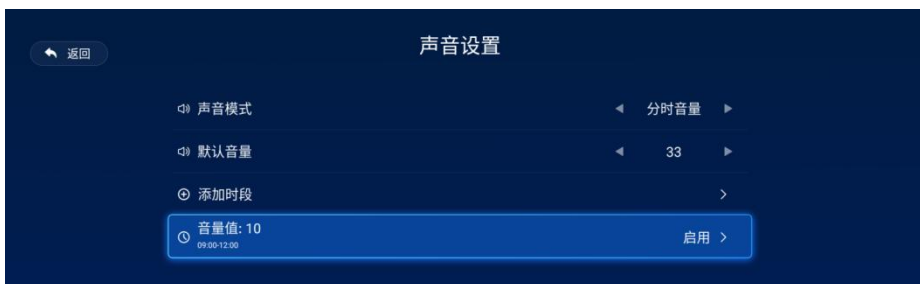 返回
声音设置
声音模式
分时音量
默认音量
33
添加时段
音量值: 10
09:00-12:00
启用